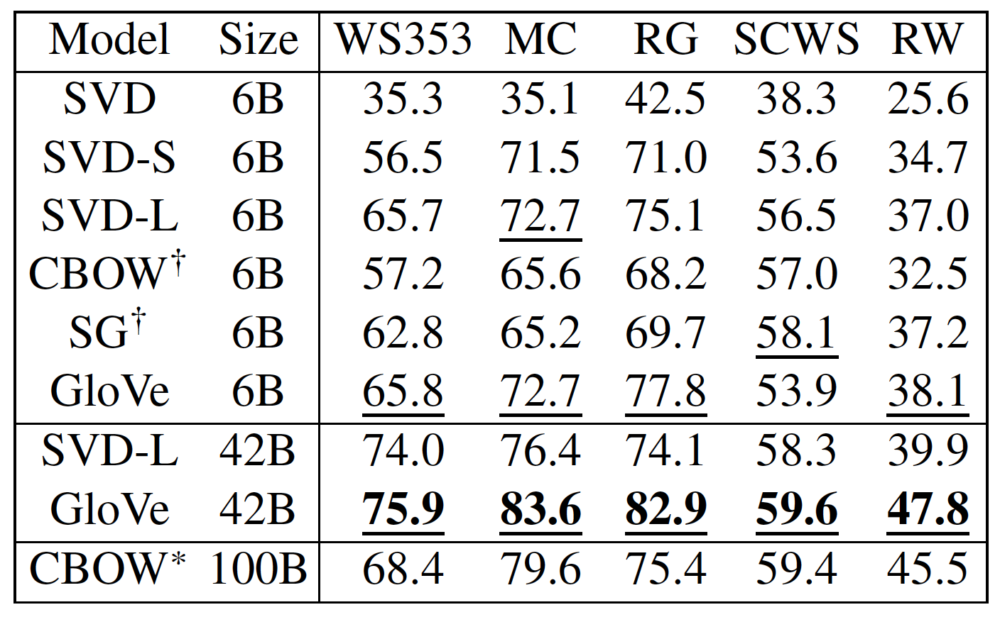 Model Size WS353 MC RG SCWS RW
SVD 6B 35.3 35.1 42.5 38.3 25.6
SVD-S 6B 56.5 71.5 71.0 53.6 34.7
SVD-L 6B 65.7 72.7 75.1 56.5 37.0
CBOW† 6B 57.2 65.6 68.2 57.0 32.5
SG† 6B 62.8 65.2 69.7 58.1 37.2
GloVe 6B 65.8 72.7 77.8 53.9 38.1
SVD-L 42B 74.0 76.4 74.1 58.3 39.9
GloVe 42B 75.9 83.6 82.9 59.6 47.8
CBOW* 100B 68.4 79.6 75.4 59.4 45.5